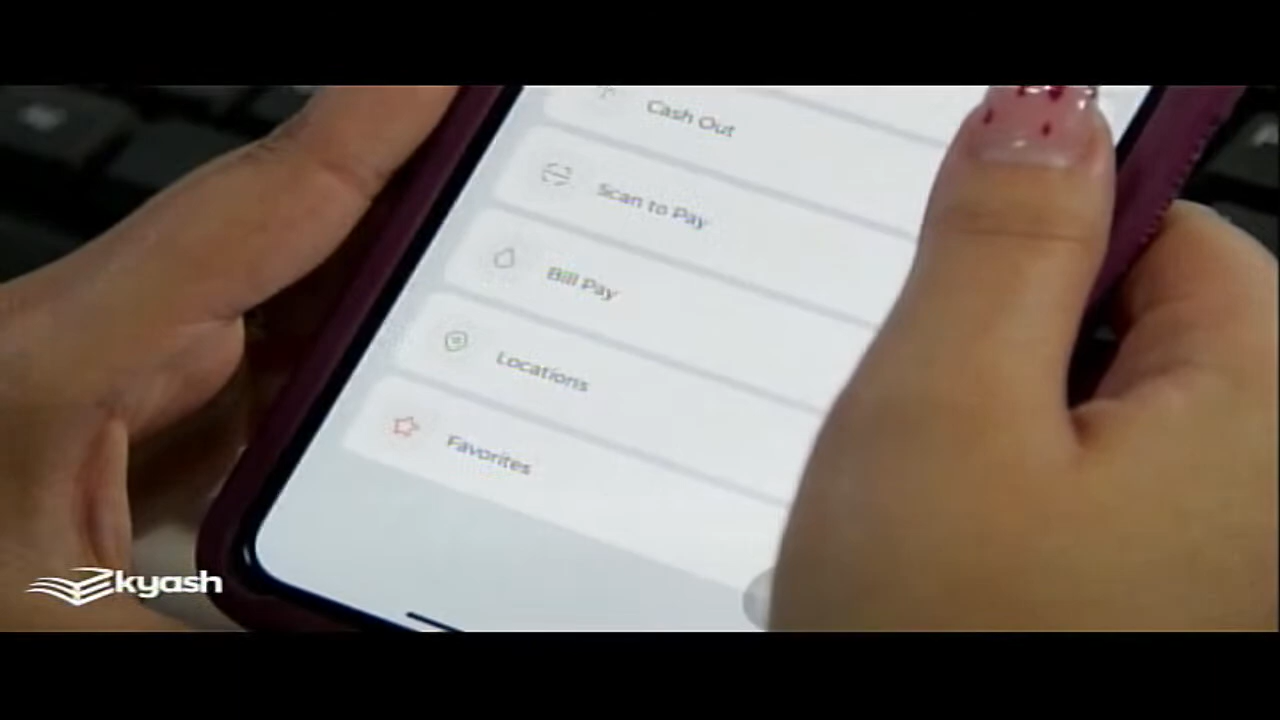 Cash Out
Scan to Pay
Bill Pay
Locations
Favorites
kyash